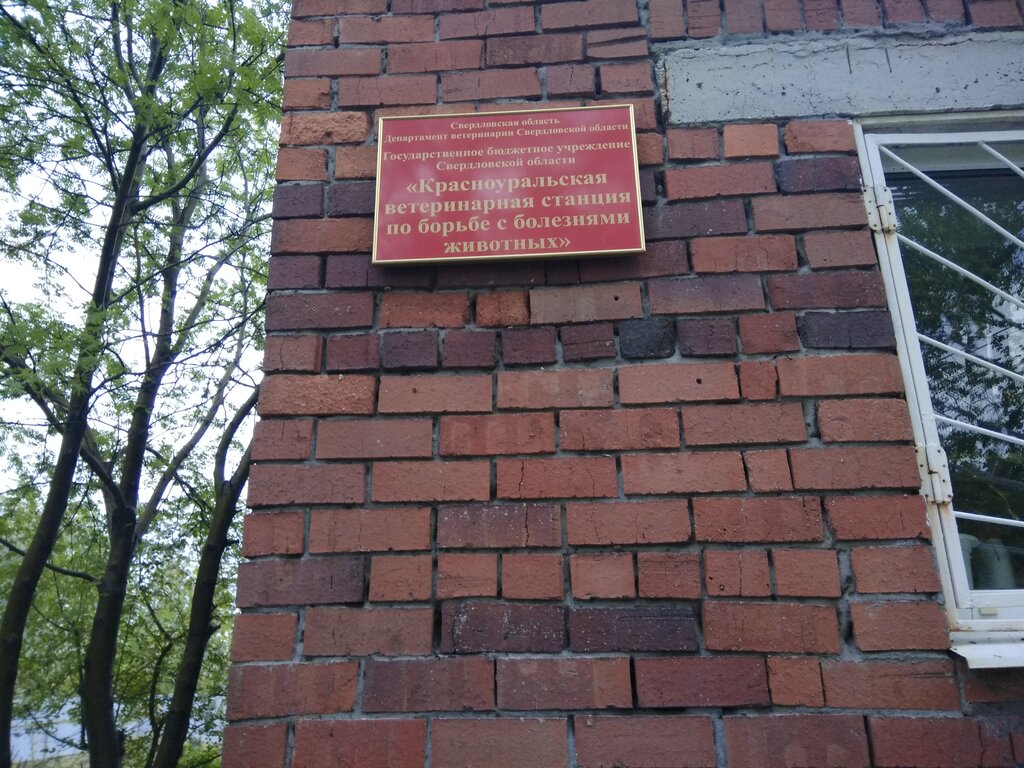 Свердловская область
Департамент ветеринарии Свердловской области
Государственное бюджетное учреждение
Свердловской области
«Красноуральская
ветеринарная станция
по борьбе с болезнями
животных»